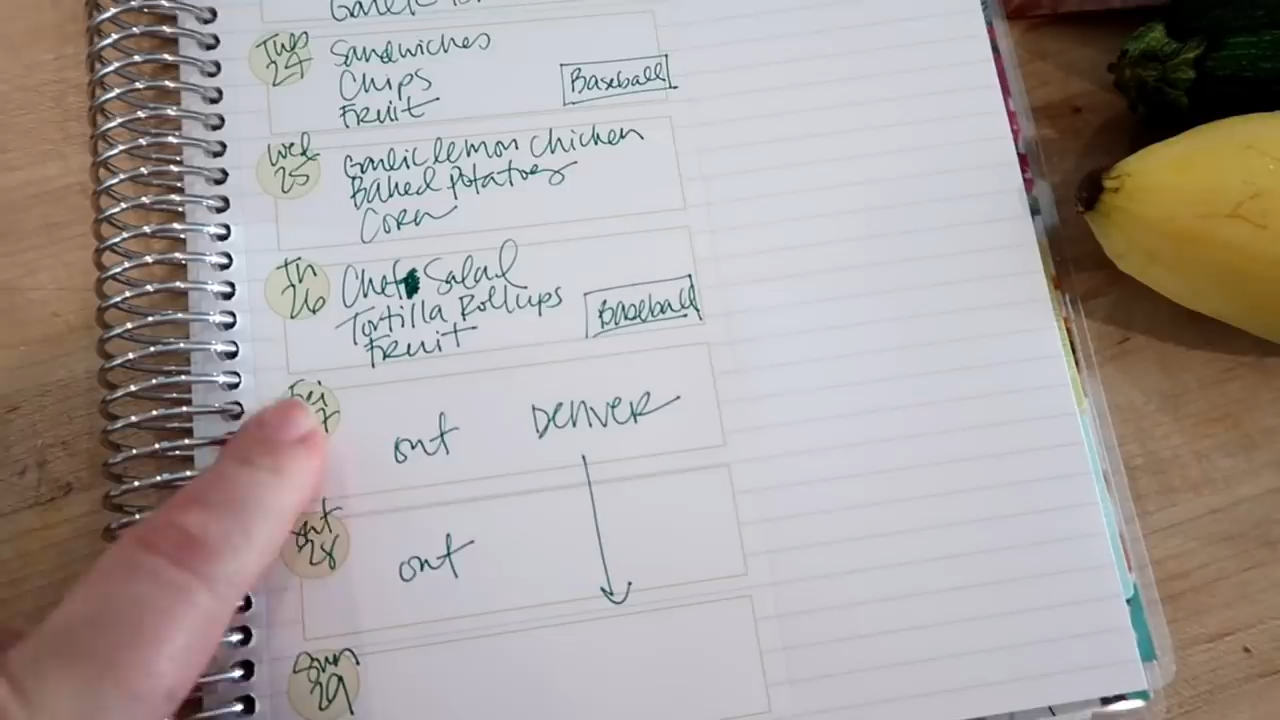 Tues
24
Sandwiches
Chips
Fruit
Baseball
Wed
25
Garlic lemon chicken
Baked Potatoes
Corn
Th
26
Chef Salad
Tortilla Rollups
Fruit
Baseball
Fri
out
Denver
Sat
28
out
Sun
29